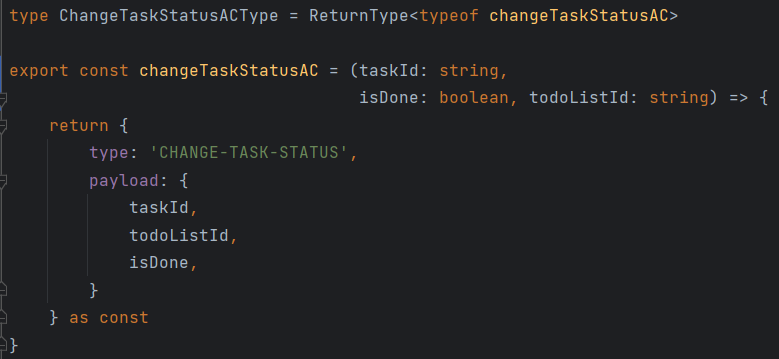 type ChangeTaskStatusACType = ReturnType<typeof changeTaskStatusAC>
export const changeTaskStatusAC = (taskId: string,
isDone: boolean, todoListId: string) => {
return {
type: 'CHANGE-TASK-STATUS',
payload: {
taskId,
todoListId,
isDone,
}
} as const
}